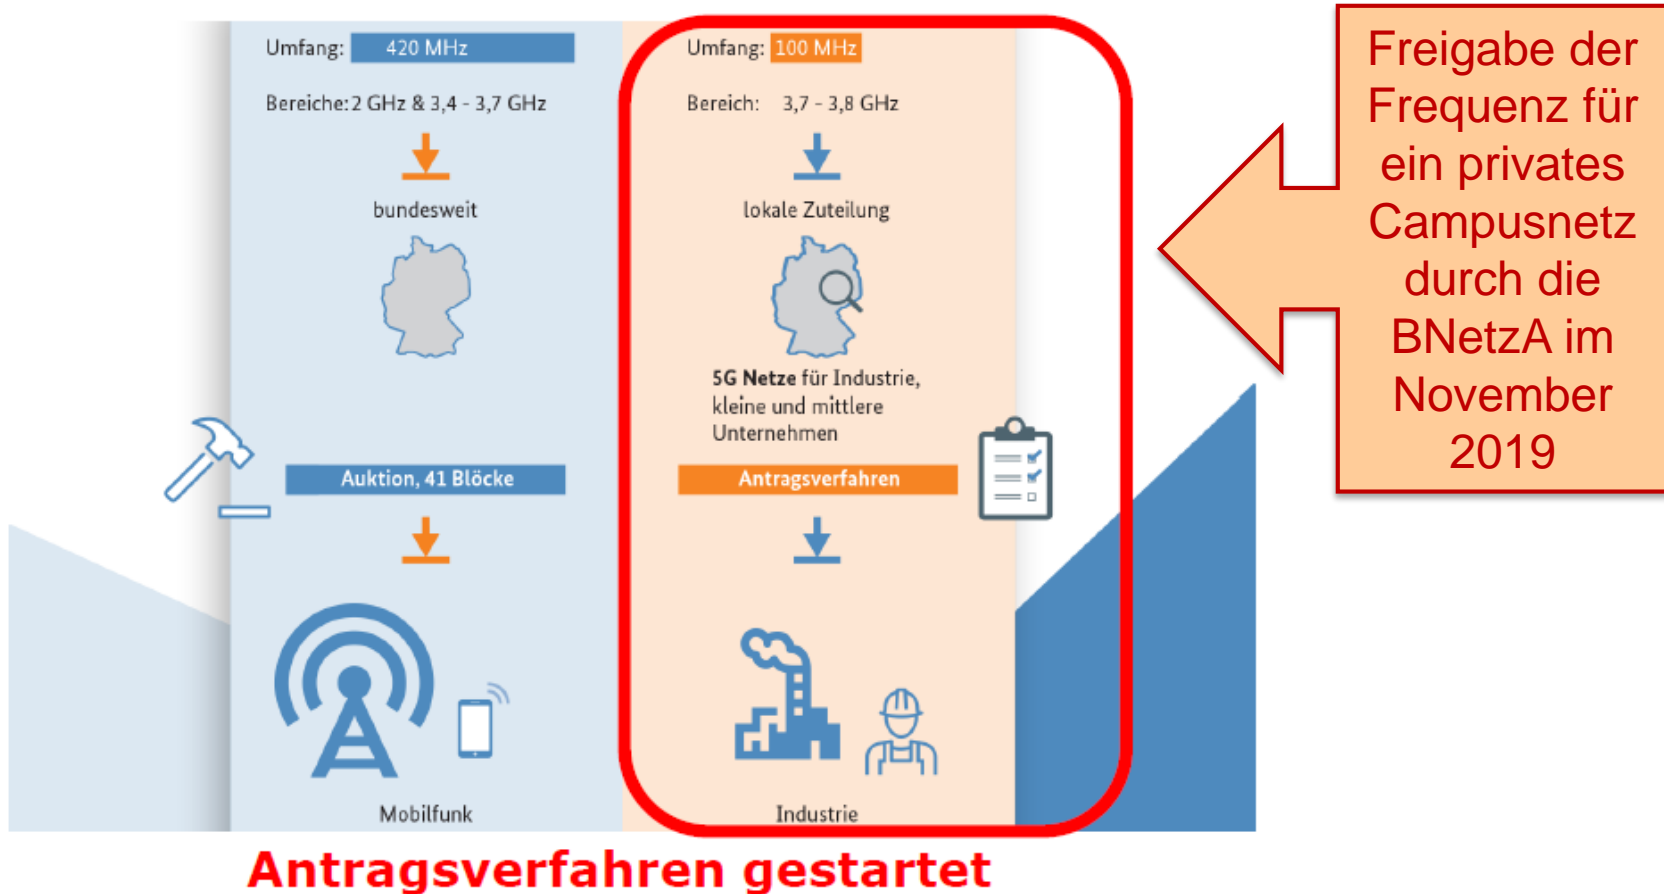 Umfang: 420 MHz
Bereiche: 2 GHz & 3,4 - 3,7 GHz
bundesweit
Auktion, 41 Blöcke
Mobilfunk
Umfang: 100 MHz
Bereich: 3,7 - 3,8 GHz
lokale Zuteilung
5G Netze für Industrie,
kleine und mittlere
Unternehmen
Antragsverfahren
Industrie
Freigabe der
Frequenz für
ein privates
Campusnetz
durch die
BNetzA im
November
2019
Antragsverfahren gestartet